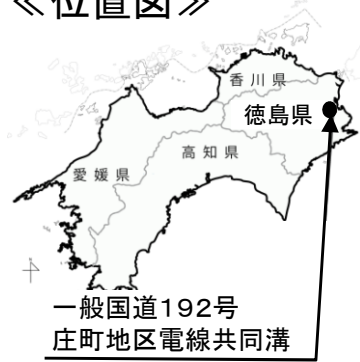 ≪位置図≫
香川県
徳島県
高知県
愛媛県
一般国道192号
庄町地区電線共同溝